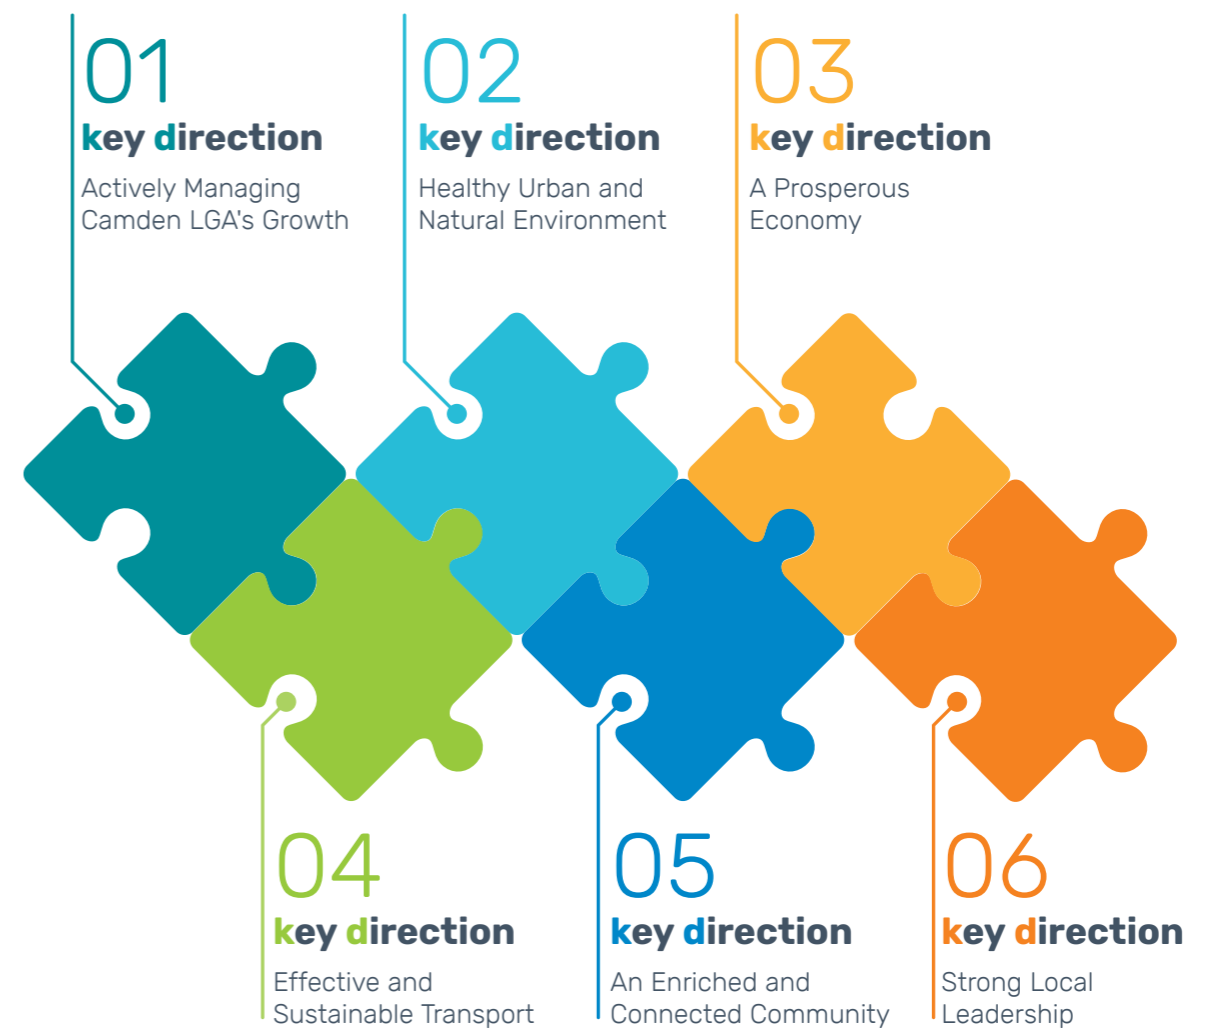 01
key direction
Actively Managing
Camden LGA's Growth
02
key direction
Healthy Urban and
Natural Environment
03
key direction
A Prosperous
Economy
04
key direction
Effective and
Sustainable Transport
05
key direction
An Enriched and
Connected Community
06
key direction
Strong Local
Leadership